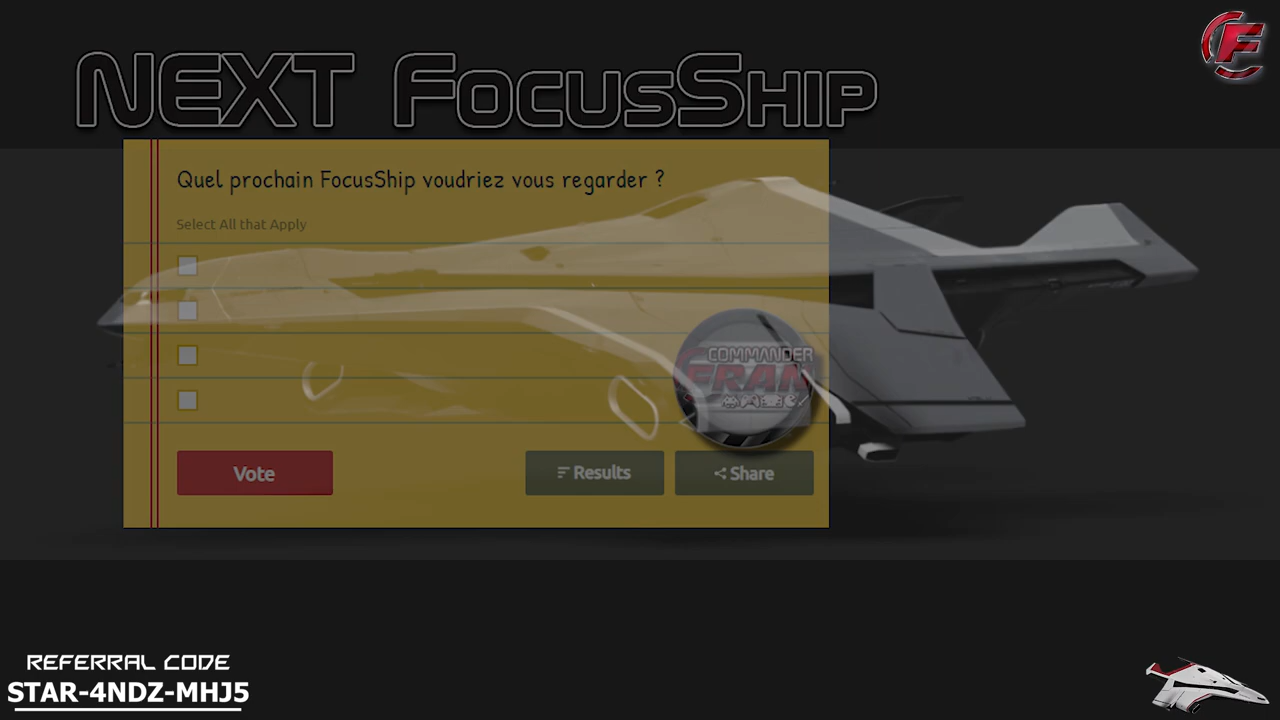 NEXT FocusShip
Quel prochain FocusShip voudriez vous regarder ?
Select All that Apply
COMMANDER
FRAN
Vote
Results
Share
REFERRAL CODE
STAR-4NDZ-MHJ5